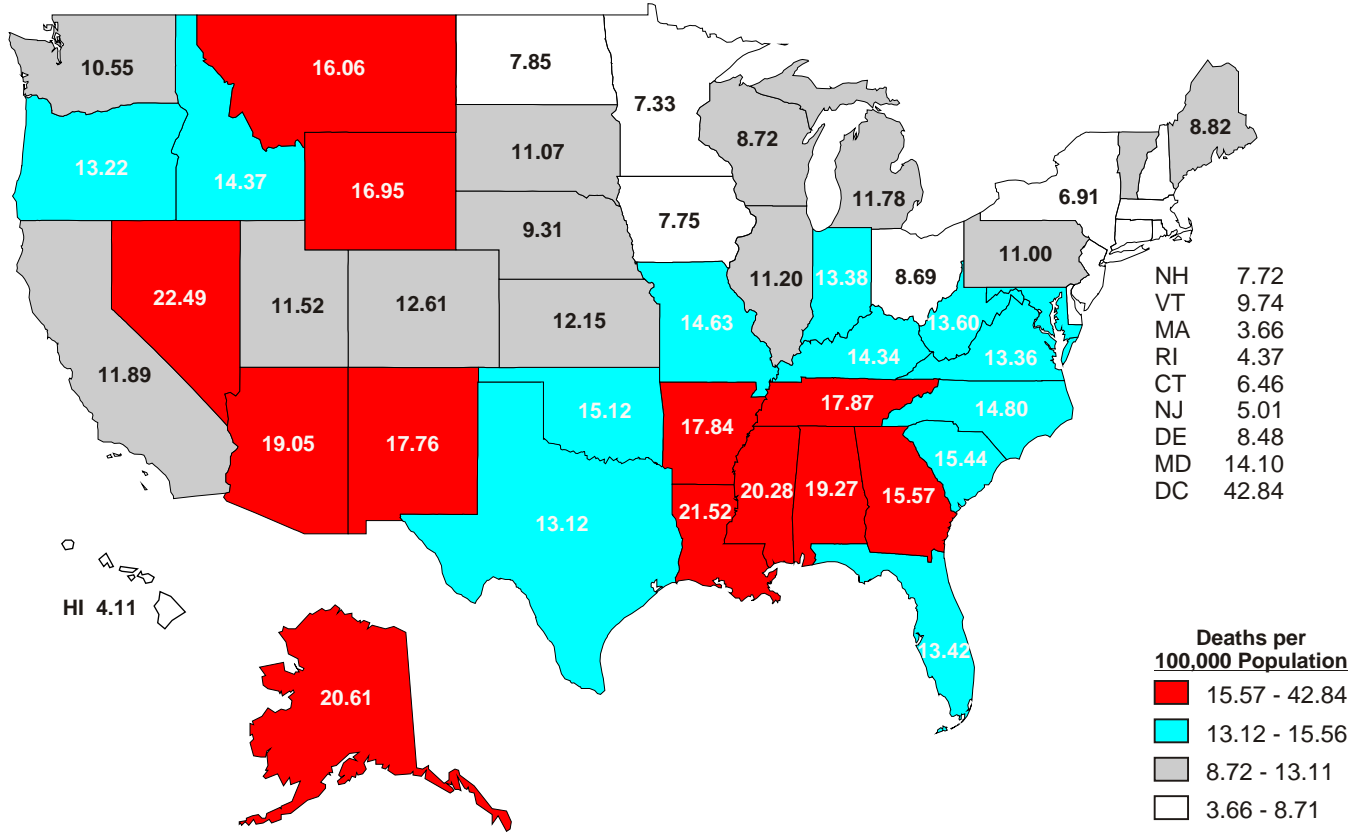 10.55
16.06
7.85
7.33
8.72
8.82
13.22
14.37
16.95
11.07
11.78
6.91
9.31
7.75
22.49
11.52
12.61
12.15
11.20
13.38
8.69
11.00
14.63
13.60
14.34
13.36
11.89
19.05
17.76
15.12
17.84
17.87
14.80
15.44
13.12
21.52
20.28
19.27
15.57
13.42
HI 4.11
20.61
NH 7.72
VT 9.74
MA 3.66
RI 4.37
CT 6.46
NJ 5.01
DE 8.48
MD 14.10
DC 42.84
Deaths per
100,000 Population
15.57 - 42.84
13.12 - 15.56
8.72 - 13.11
3.66 - 8.71